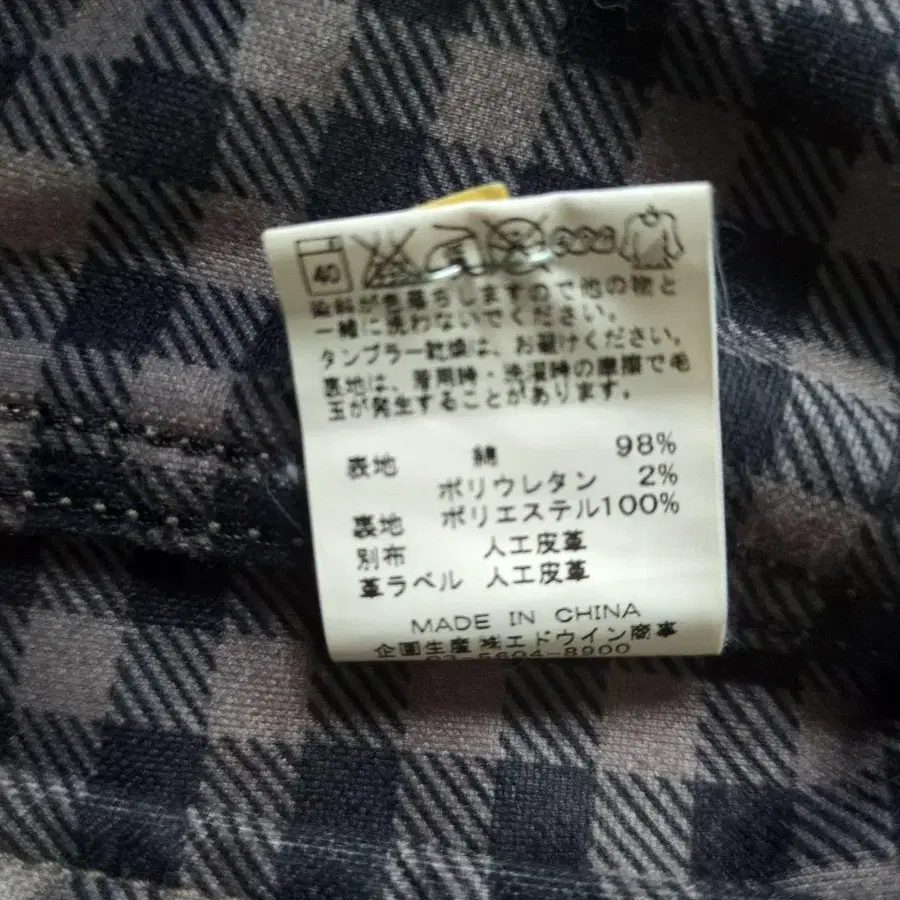 40
染料が色落ちしますので他の物と
一緒に洗わないでください。
タンブラー乾燥は、お避けください。
裏地は、着用時・洗濯時の摩擦で毛
玉が発生することがあります。
表地 綿 98%
ポリウレタン 2%
裏地 ポリエステル100%
別布 人工皮革
革ラベル 人工皮革
MADE IN CHINA
企画生産 ㈱エドウイン商事
03-5604-8900